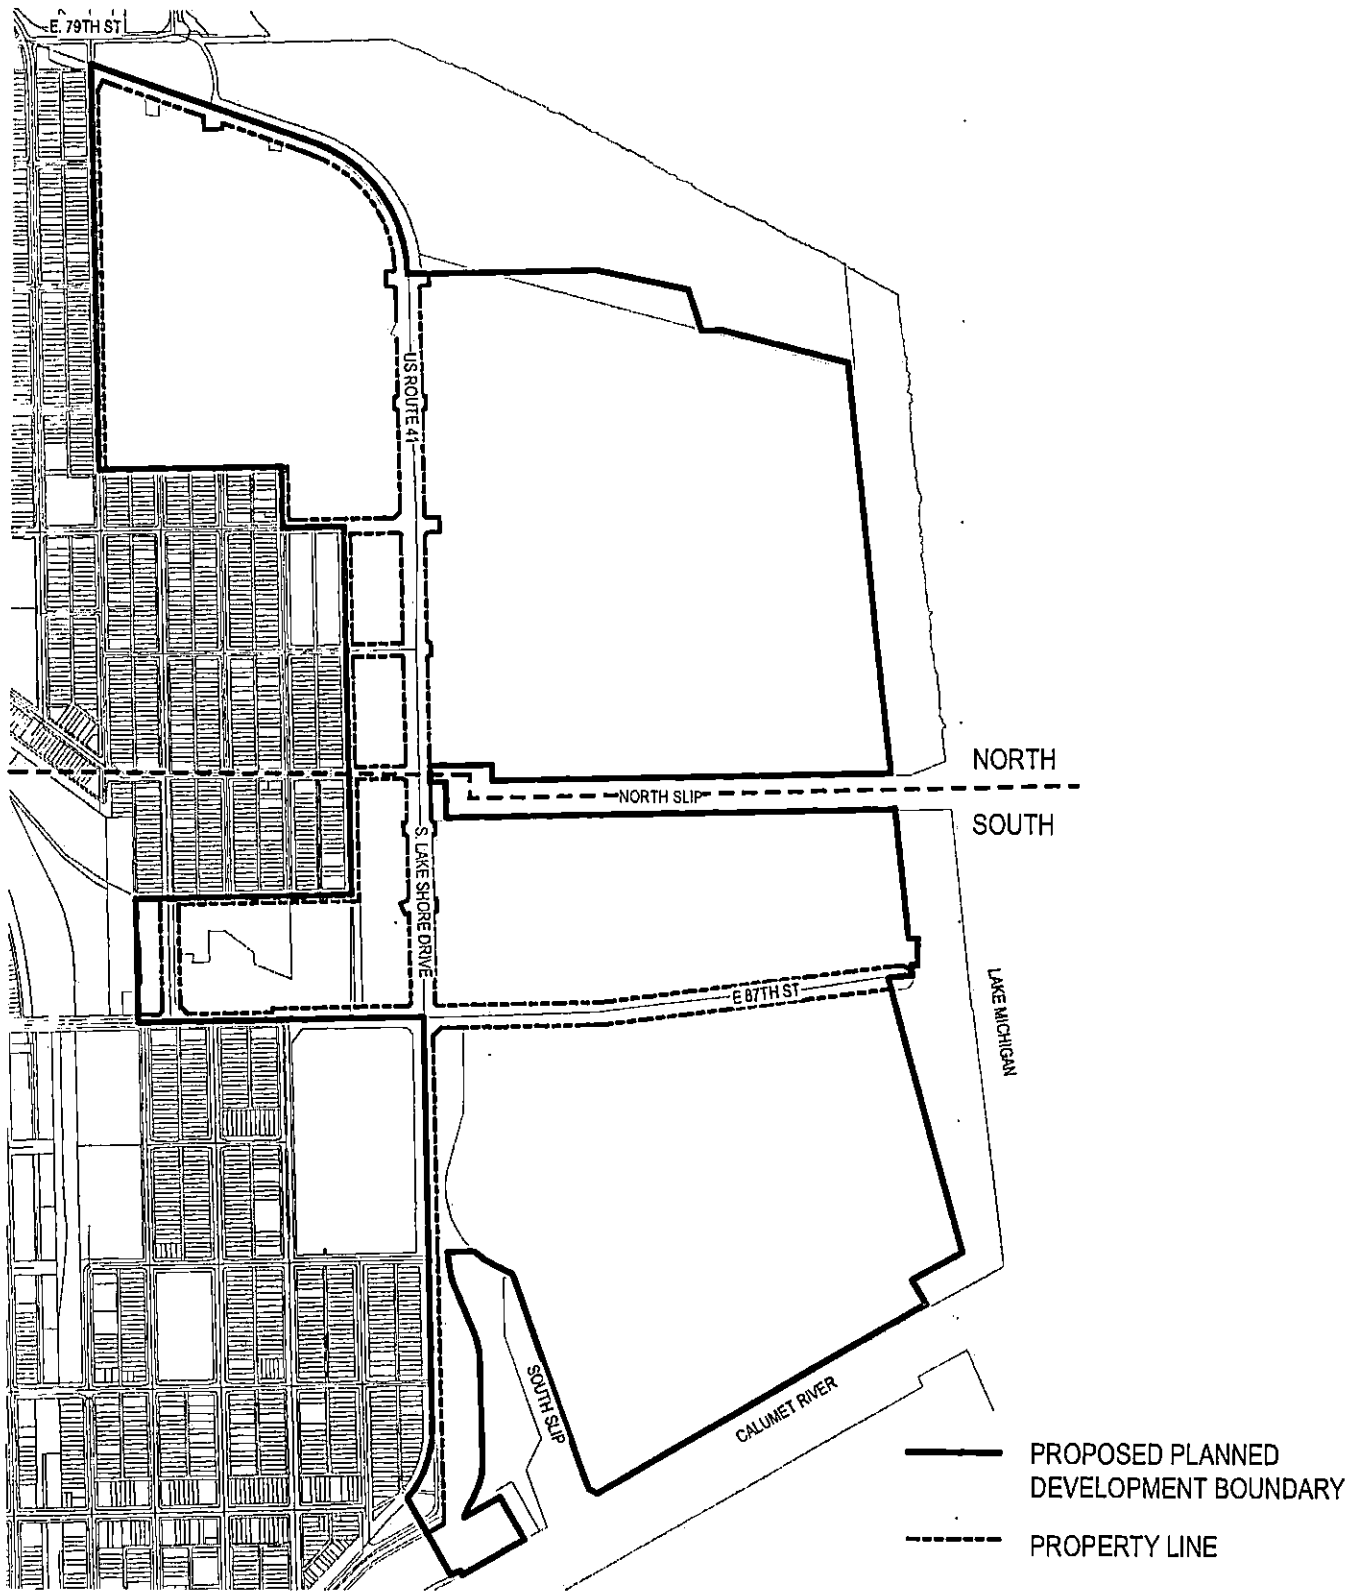 E. 79TH ST
US ROUTE 41
NORTH
NORTH SLIP
SOUTH
S. LAKE SHORE DRIVE
E 87TH ST
LAKE MICHIGAN
SOUTH SLIP
CALUMET RIVER
PROPOSED PLANNED
DEVELOPMENT BOUNDARY
PROPERTY LINE